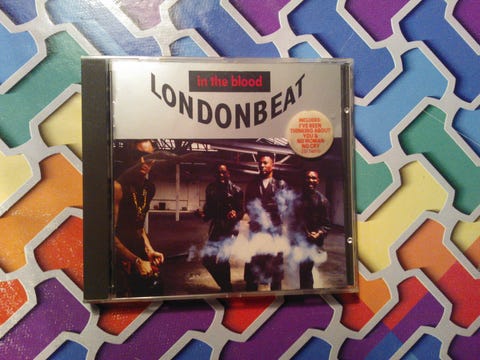 in the blood
LONDONBEAT
INCLUDES
I'VE BEEN
THINKING ABOUT
YOU &
NO WOMAN
NO CRY